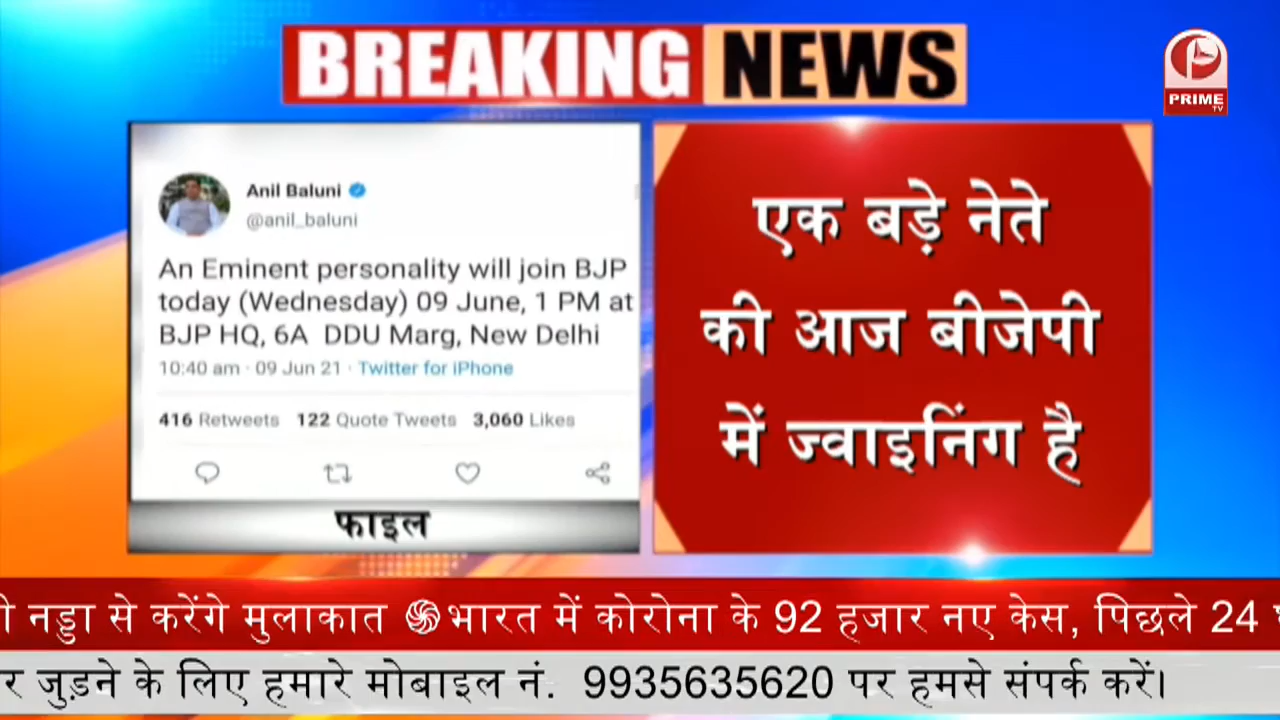 BREAKING NEWS
PRIME TV
Anil Baluni
@anil_baluni
An Eminent personality will join BJP
today (Wednesday) 09 June, 1 PM at
BJP HQ, 6A DDU Marg, New Delhi
10:40 am · 09 Jun 21 · Twitter for iPhone
416 Retweets 122 Quote Tweets 3,060 Likes
फाइल
एक बड़े नेते
की आज बीजेपी
में ज्वाइनिंग है
नड्डा से करेंगे मुलाकात भारत में कोरोना के 92 हजार नए केस, पिछले 24
जुड़ने के लिए हमारे मोबाइल नं. 9935635620 पर हमसे संपर्क करें।